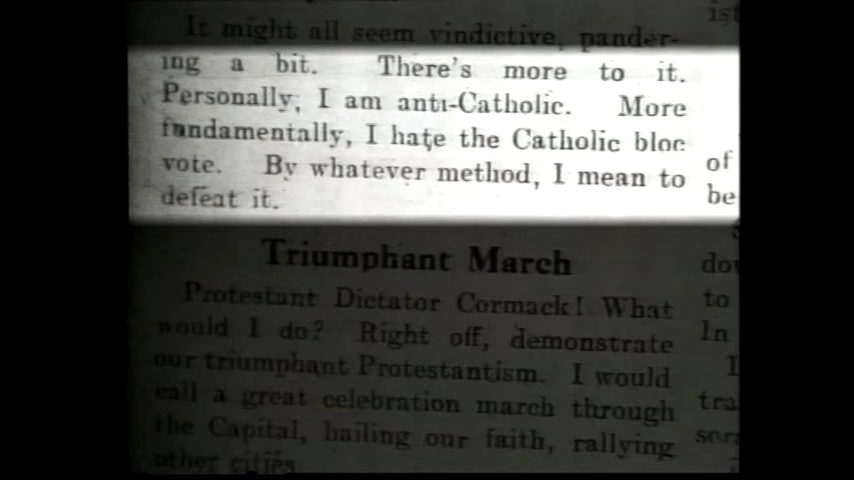 It might all seem vindictive, pander-
ing a bit. There's more to it.
Personally, I am anti-Catholic. More
fundamentally, I hate the Catholic bloc
vote. By whatever method, I mean to
defeat it.
Triumphant March
Protestant Dictator Cormack! What
would I do? Right off, demonstrate
our triumphant Protestantism. I would
call a great celebration march through
the Capital, hailing our faith, rallying
other cities
ist
of
be
to
In